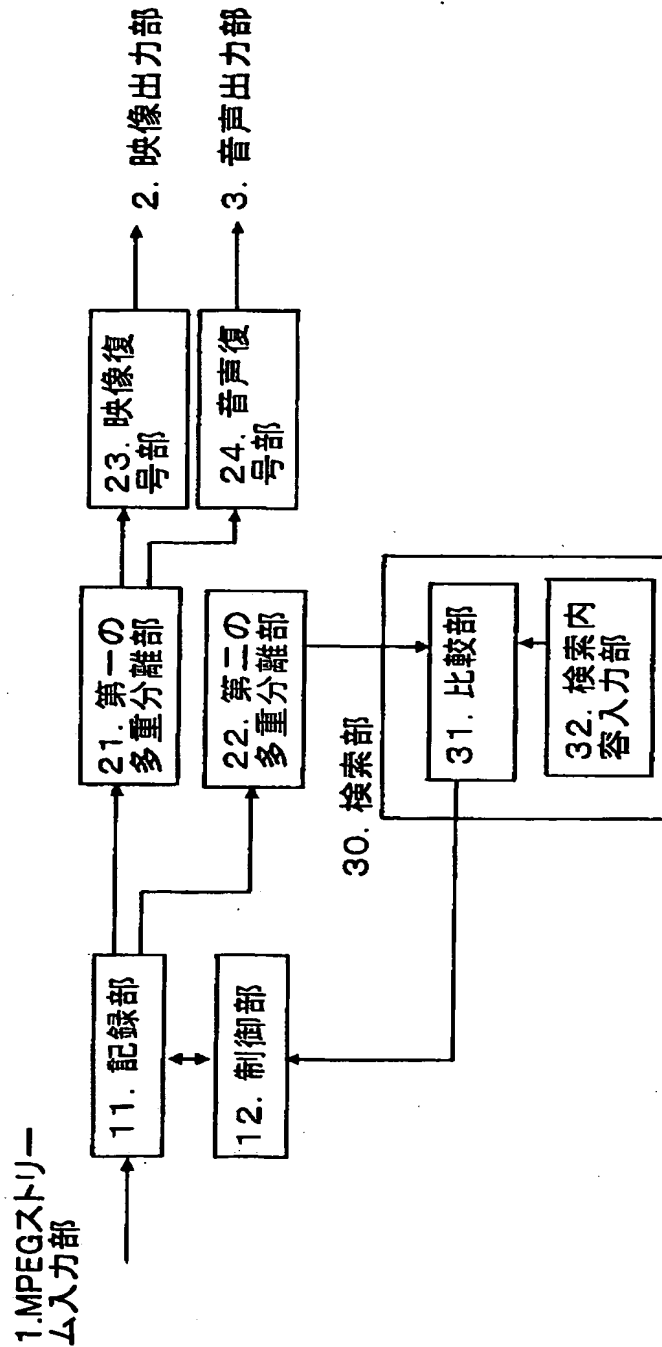 1.MPEGストリー
ム入力部
11. 記録部
12. 制御部
21. 第一の
多重分離部
22. 第二の
多重分離部
23. 映像復
号部
24. 音声復
号部
2. 映像出力部
3. 音声出力部
30. 検索部
31. 比較部
32. 検索内
容入力部